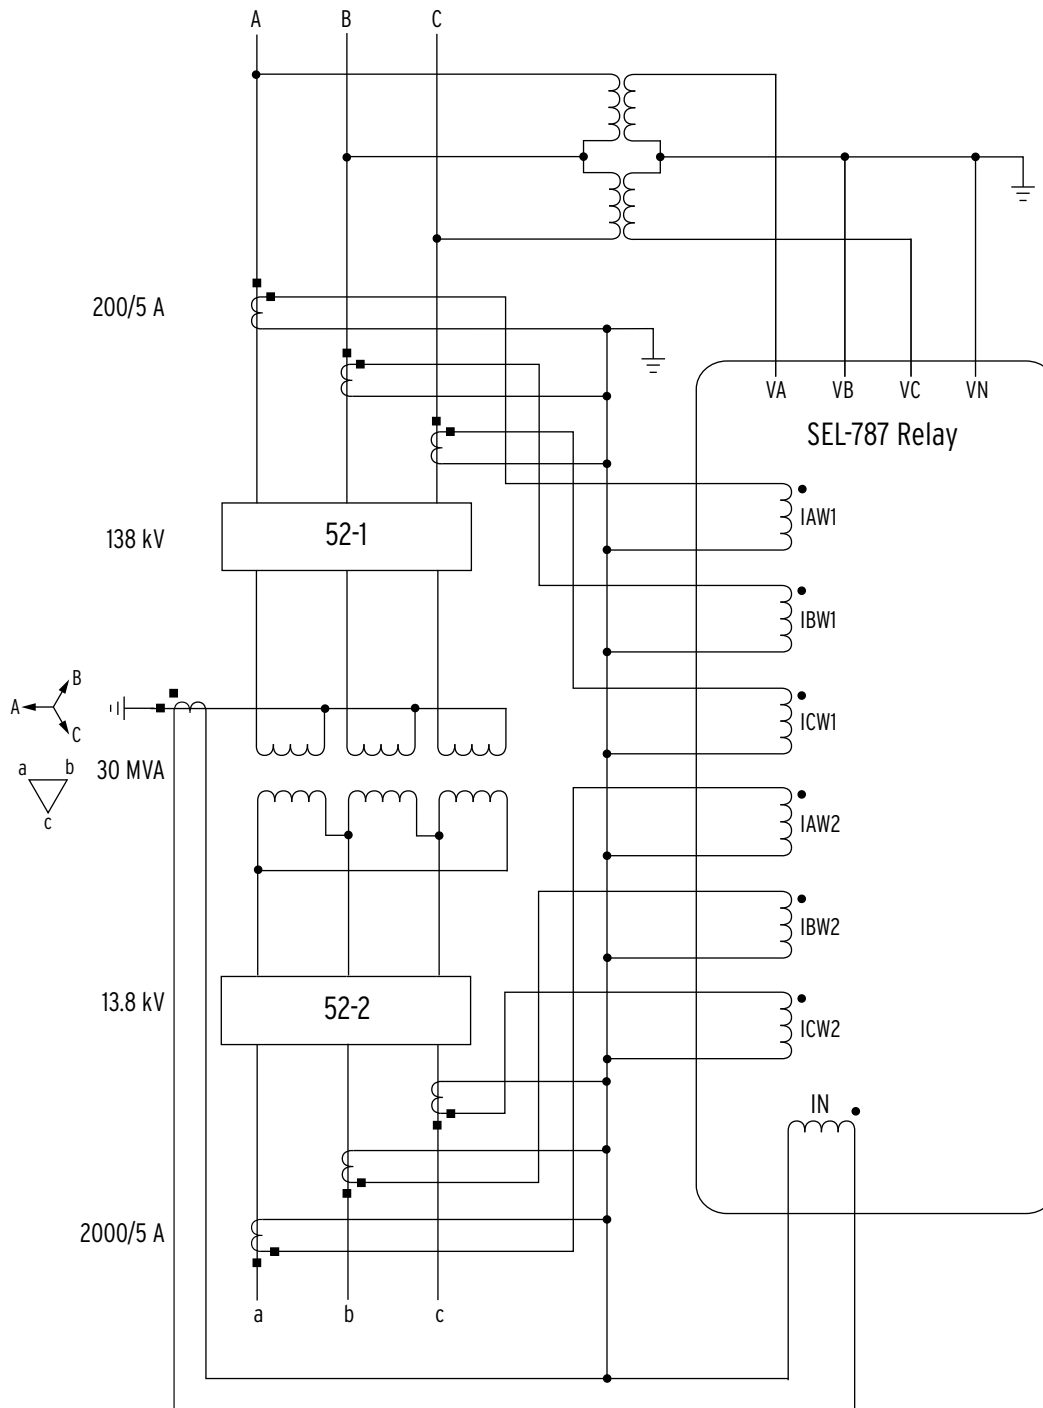 A B C
200/5 A
VA VB VC VN
SEL-787 Relay
IAW1
138 kV
52-1
IBW1
A
B
C
ICW1
a b
c
30 MVA
IAW2
IBW2
13.8 kV
52-2
ICW2
IN
2000/5 A
a b c